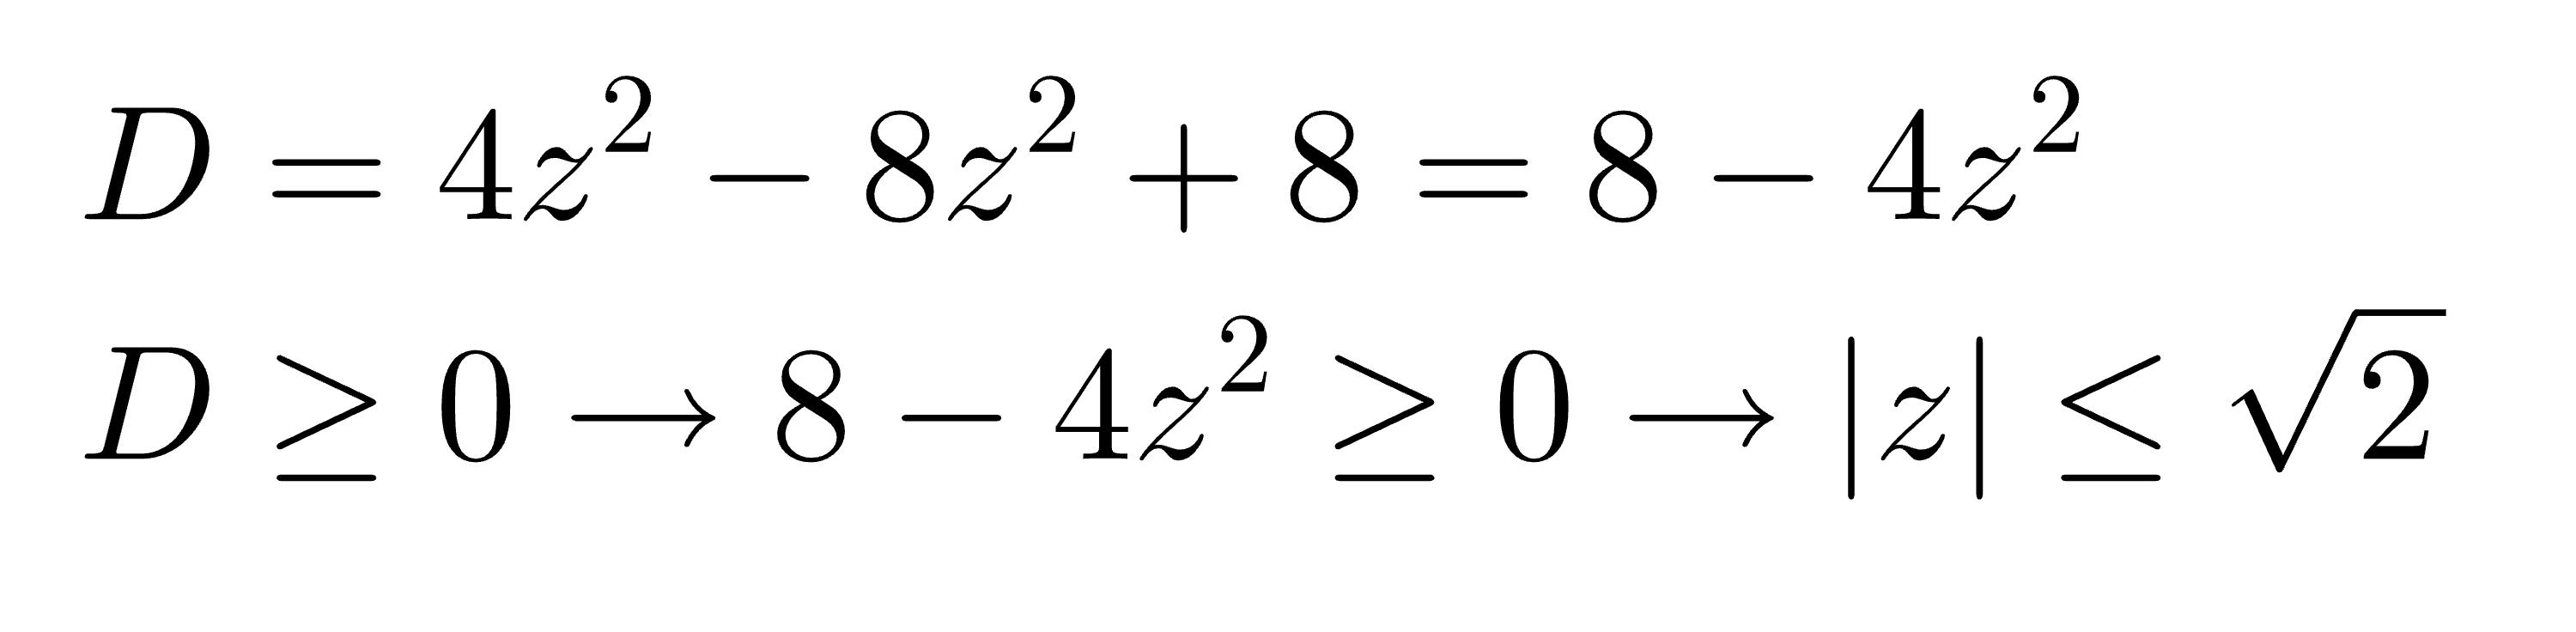 D = 4z² − 8z² + 8 = 8 − 4z²
D ≥ 0 → 8 − 4z² ≥ 0 → |z| ≤ √2